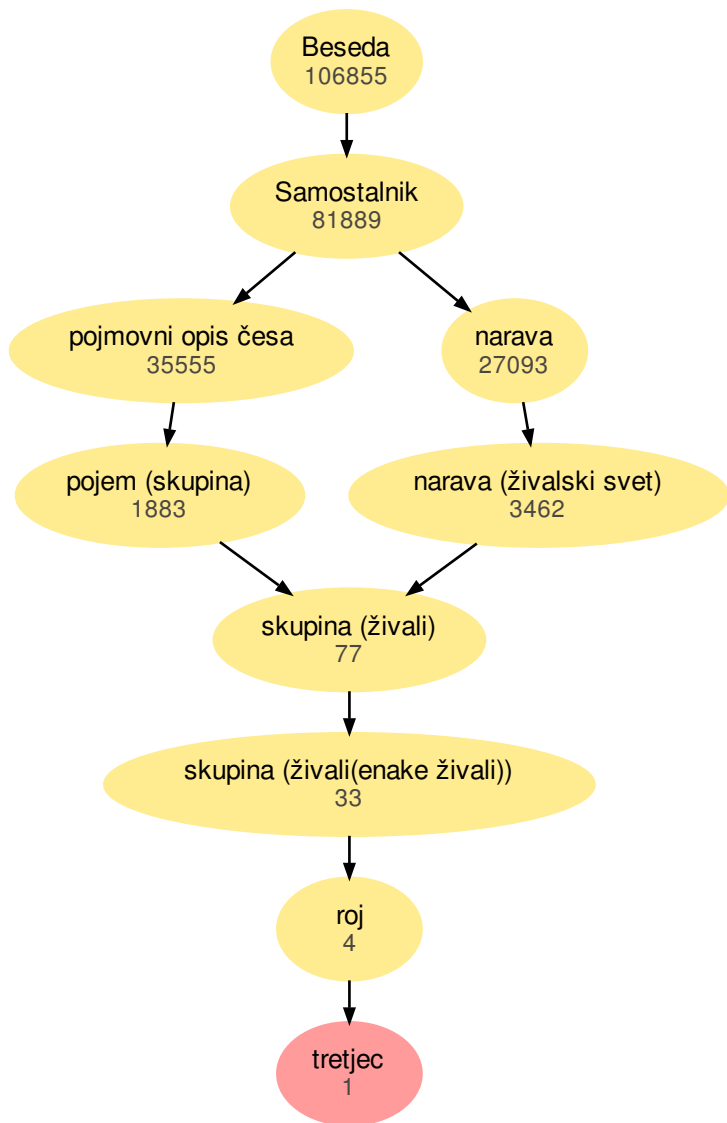 Beseda
106855
Samostalnik
81889
pojmovni opis česa
35555
narava
27093
pojem (skupina)
1883
narava (živalski svet)
3462
skupina (živali)
77
skupina (živali(enake živali))
33
roj
4
tretjec
1